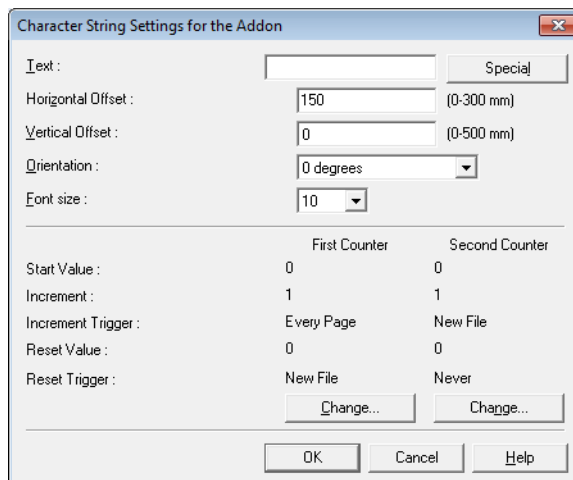 Character String Settings for the Addon
Text :
Special
Horizontal Offset :
150
(0-300 mm)
Vertical Offset :
0
(0-500 mm)
Orientation :
0 degrees
Font size :
10
First Counter Second Counter
Start Value : 0 0
Increment : 1 1
Increment Trigger : Every Page New File
Reset Value : 0 0
Reset Trigger : New File Never
Change... Change...
OK Cancel Help